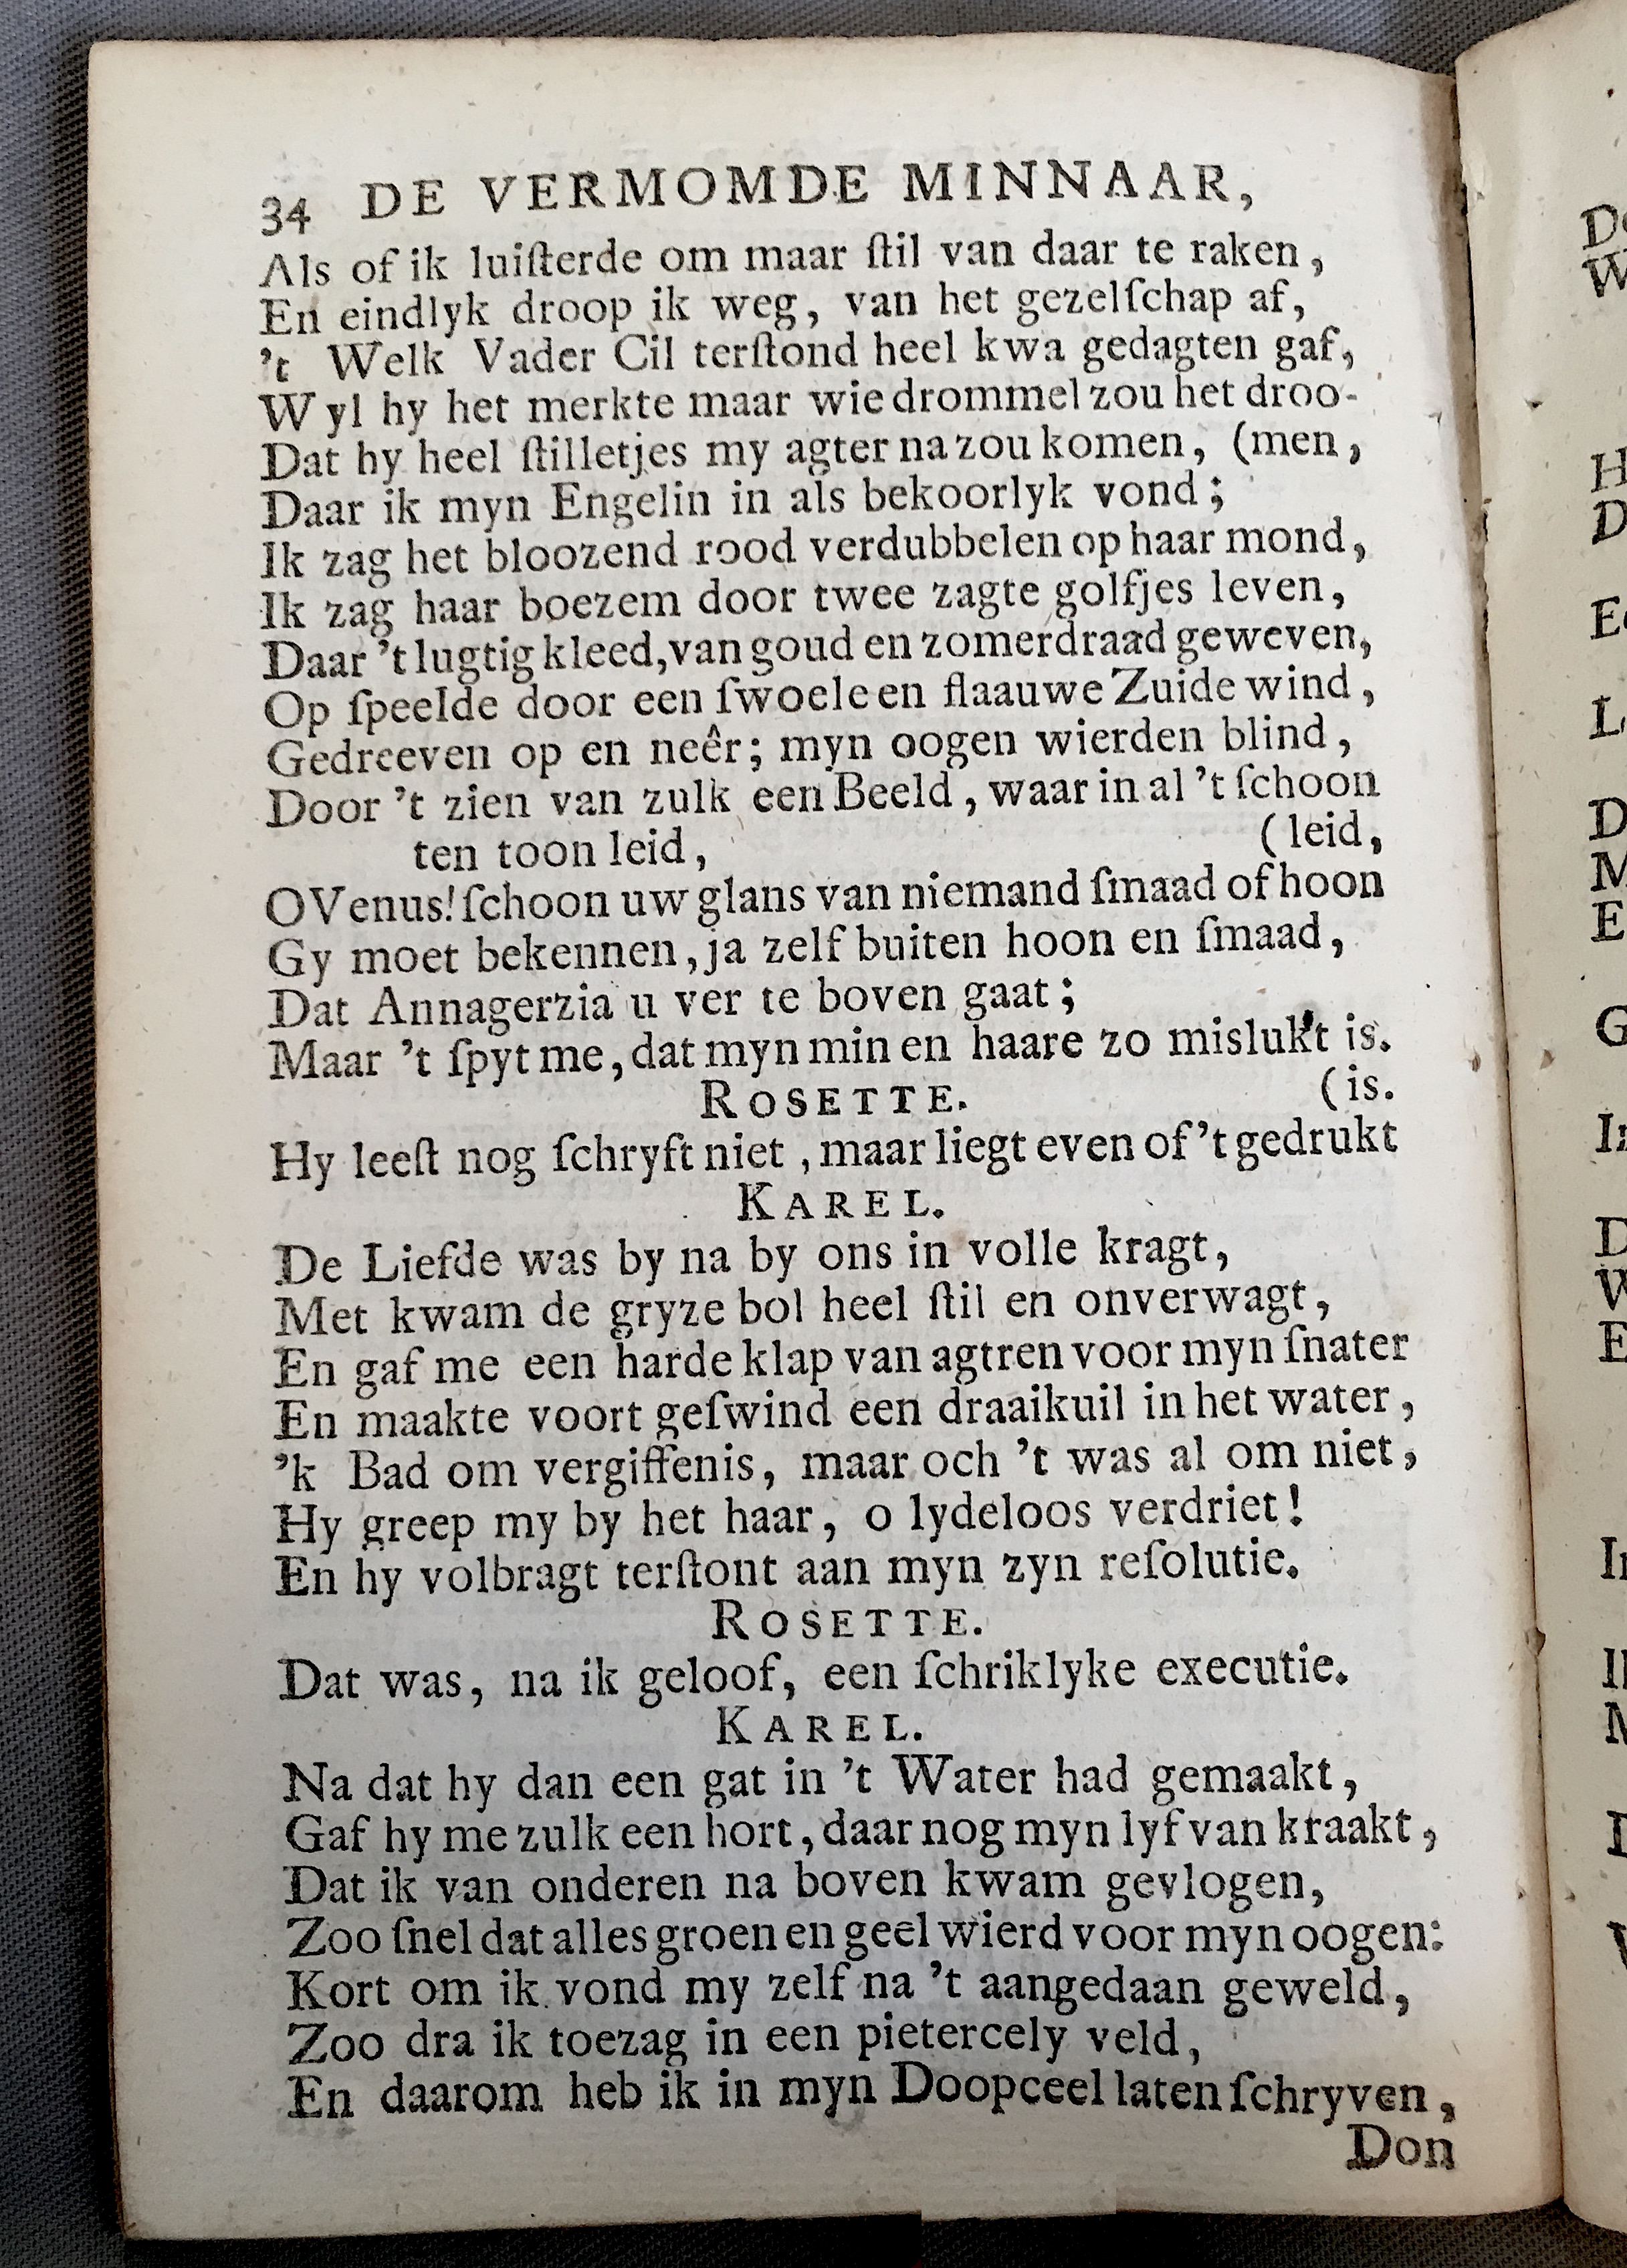 34 DE VERMOMDE MINNAAR,
Als of ik luiſterde om maar ſtil van daar te raken,
En eindlyk droop ik weg, van het gezelſchap af,
't Welk Vader Cil terſtond heel kwa gedagten gaf,
Wyl hy het merkte maar wie drommel zou het droo-
Dat hy heel ſtilletjes my agter na zou komen, (men,
Daar ik myn Engelin in als bekoorlyk vond;
Ik zag het bloozend rood verdubbelen op haar mond,
Ik zag haar boezem door twee zagte golfjes leven,
Daar 't lugtig kleed, van goud en zomerdraad geweven,
Op ſpeelde door een ſwoele en flaauwe Zuide wind,
Gedreeven op en neêr; myn oogen wierden blind,
Door 't zien van zulk een Beeld, waar in al 't ſchoon
ten toon leid, (leid,
O Venus! ſchoon uw glans van niemand ſmaad of hoon
Gy moet bekennen, ja zelf buiten hoon en ſmaad,
Dat Annagerzia u ver te boven gaat;
Maar 't ſpyt me, dat myn min en haare zo mislukt is.
ROSETTE. (is.
Hy leeſt nog ſchryft niet, maar liegt even of 't gedrukt
KAREL.
De Liefde was by na by ons in volle kragt,
Met kwam de gryze bol heel ſtil en onverwagt,
En gaf me een harde klap van agtren voor myn ſnater
En maakte voort geſwind een draaikuil in het water,
'k Bad om vergiffenis, maar och 't was al om niet,
Hy greep my by het haar, o lydeloos verdriet!
En hy volbragt terſtont aan myn zyn reſolutie.
ROSETTE.
Dat was, na ik geloof, een ſchriklyke executie.
KAREL.
Na dat hy dan een gat in 't Water had gemaakt,
Gaf hy me zulk een hort, daar nog myn lyf van kraakt,
Dat ik van onderen na boven kwam gevlogen,
Zoo ſnel dat alles groen en geel wierd voor myn oogen:
Kort om ik vond my zelf na 't aangedaan geweld,
Zoo dra ik toezag in een pietercely veld,
En daarom heb ik in myn Doopceel laten ſchryven,
Don